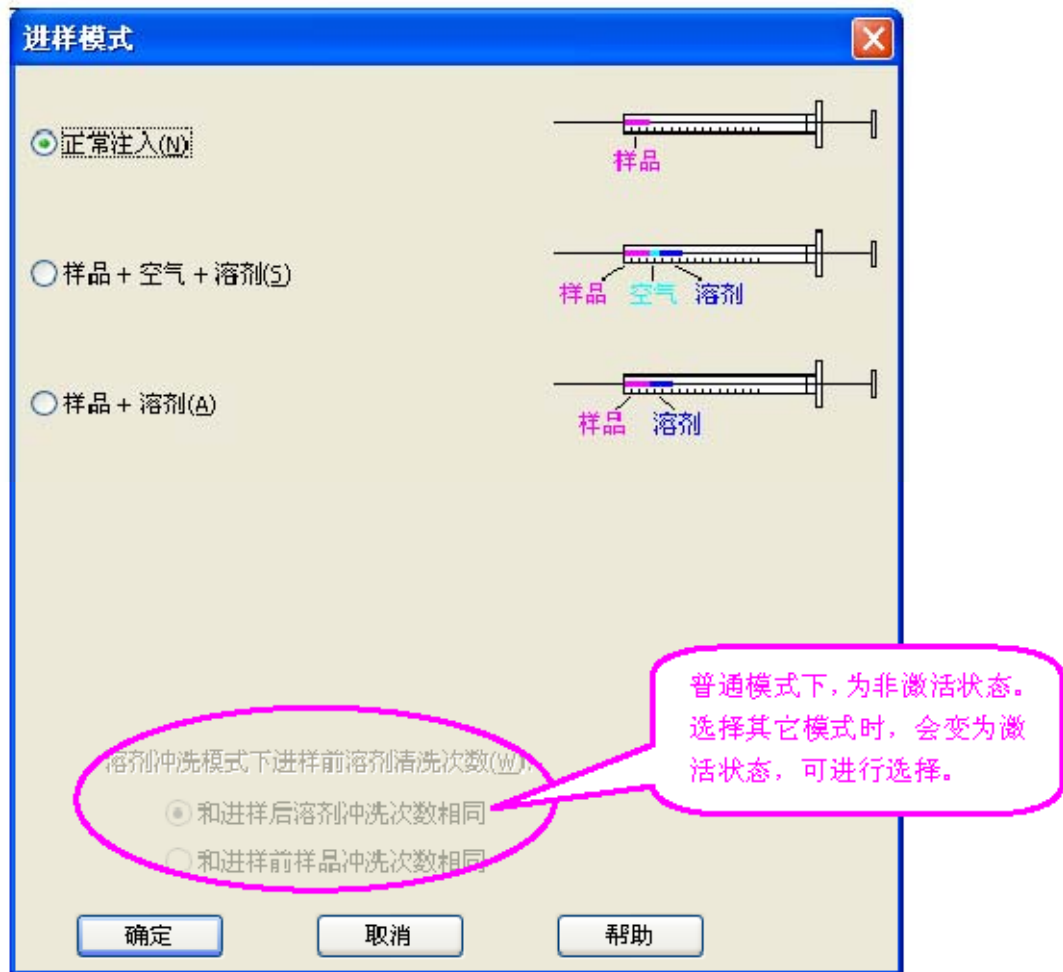 进样模式
正常注入(N)
样品
样品 + 空气 + 溶剂(S)
样品 空气 溶剂
样品 + 溶剂(A)
样品 溶剂
普通模式下，为非激活状态。
选择其它模式时，会变为激
活状态，可进行选择。
溶剂冲洗模式下进样前溶剂清洗次数(W):
和进样后溶剂冲洗次数相同
和进样前样品冲洗次数相同
确定 取消 帮助